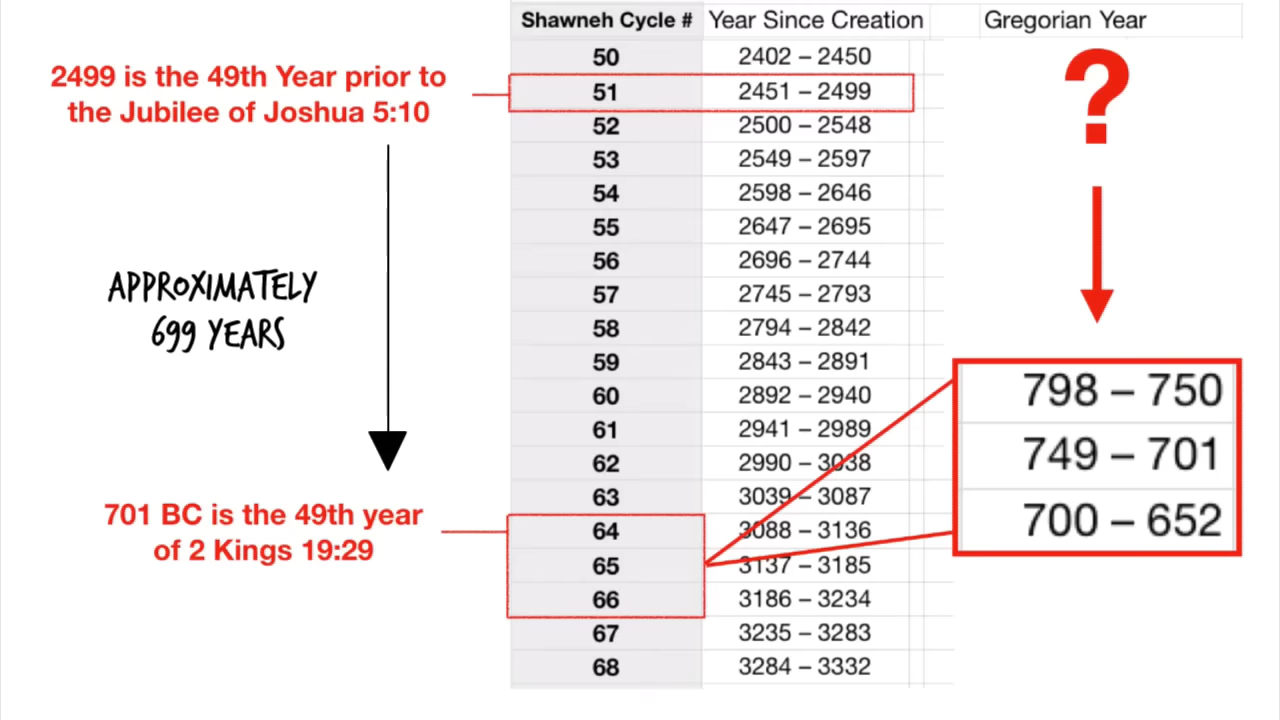 Shawneh Cycle # Year Since Creation Gregorian Year
2499 is the 49th Year prior to
the Jubilee of Joshua 5:10
APPROXIMATELY
699 YEARS
701 BC is the 49th year
of 2 Kings 19:29
50 2402 – 2450
51 2451 – 2499
52 2500 – 2548
53 2549 – 2597
54 2598 – 2646
55 2647 – 2695
56 2696 – 2744
57 2745 – 2793
58 2794 – 2842
59 2843 – 2891
60 2892 – 2940
61 2941 – 2989
62 2990 – 3038
63 3039 – 3087
64 3088 – 3136
65 3137 – 3185
66 3186 – 3234
67 3235 – 3283
68 3284 – 3332
?
798 – 750
749 – 701
700 – 652